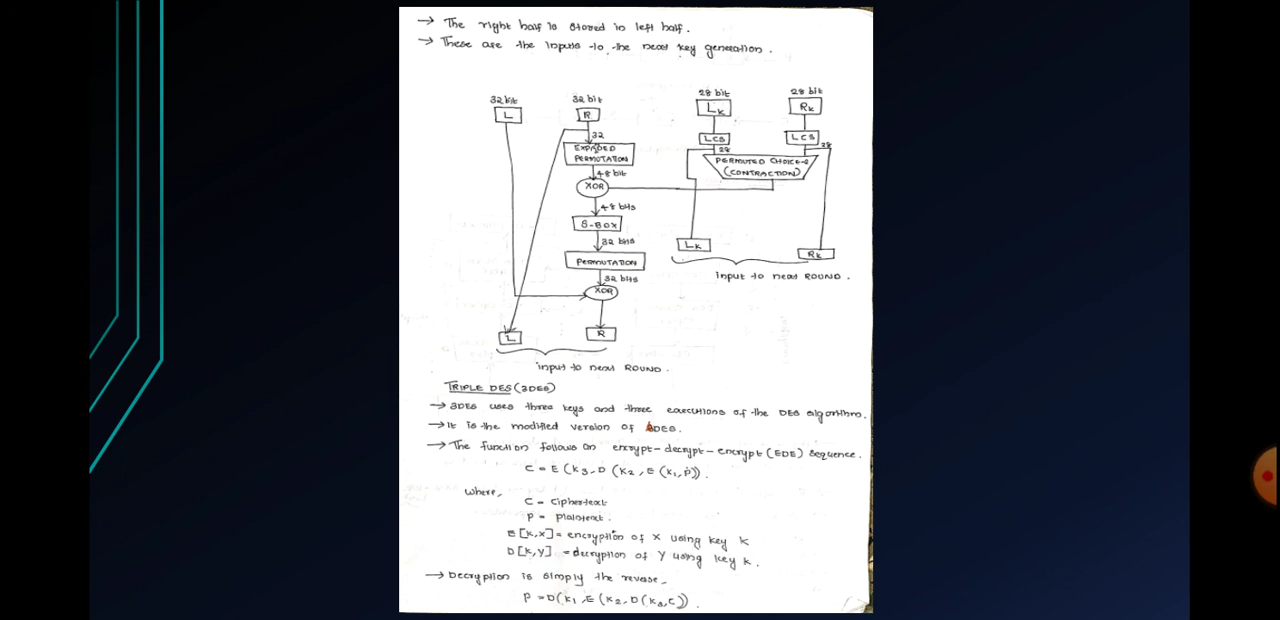 → The right half is stored in left half.
→ These are the inputs to the next key generation.
32 bit
L
32 bit
R
32
EXPANDED PERMUTATION
48 bit
XOR
48 bits
S-BOX
32 bits
PERMUTATION
32 bits
XOR
L
R
input to next ROUND.
28 bit
LK
28 bit
RK
LCS
LCS
28
28
PERMUTED CHOICE-2
(CONTRACTION)
LK
RK
input to next ROUND.
TRIPLE DES (3DES)
→ 3DES uses three keys and three executions of the DES algorithm.
→ It is the modified version of DES.
→ The function follows an encrypt-decrypt-encrypt (EDE) sequence.
C = E (K3, D (K2, E (K1, P)).
where,
C = ciphertext
P = plaintext.
E[K,X] = encryption of X using key K
D[K,Y] = decryption of Y using key K.
→ Decryption is simply the reverse.
P = D(K1, E (K2, D (K3, C)).